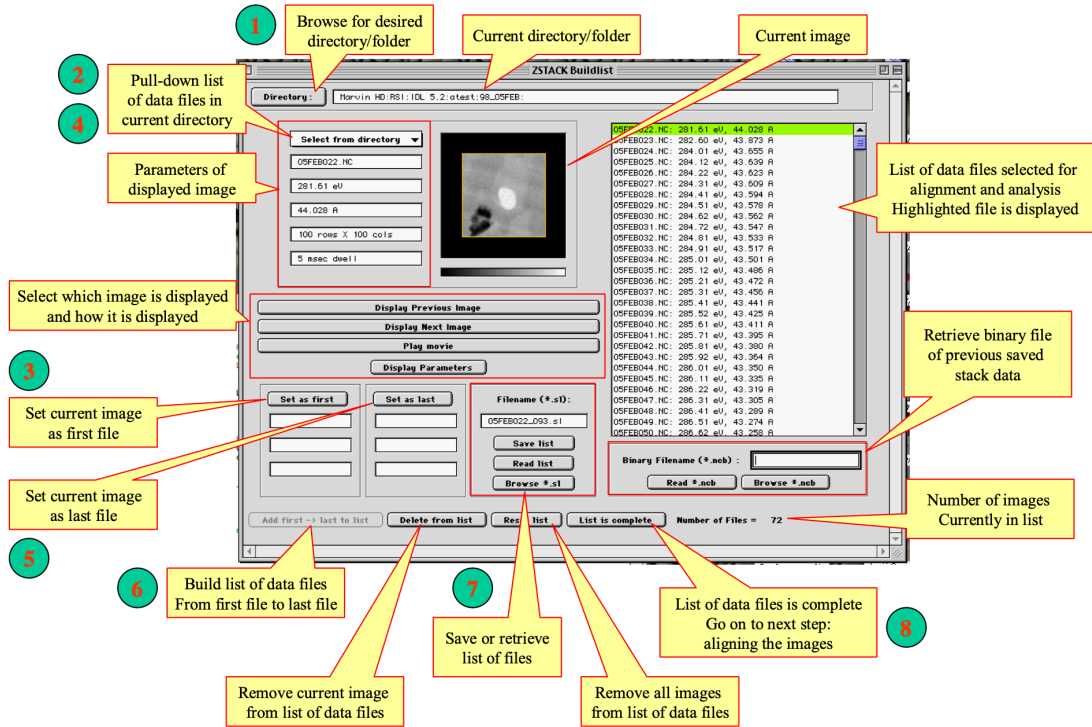 1
Browse for desired
directory/folder
Current directory/folder
Current image
2
Pull-down list
of data files in
current directory
4
ZSTACK Buildlist
Directory :
Marvin HD:RSI:IDL 5.2:atest:98_05FEB:
Parameters of
displayed image
Select from directory
05FEB022.NC
281.61 eV
44.028 A
100 rows X 100 cols
5 msec dwell
05FEB022.NC: 281.61 eV, 44.028 A
05FEB023.NC: 282.60 eV, 43.873 A
05FEB024.NC: 284.01 eV, 43.655 A
05FEB025.NC: 284.12 eV, 43.639 A
05FEB026.NC: 284.22 eV, 43.623 A
05FEB027.NC: 284.31 eV, 43.609 A
05FEB028.NC: 284.41 eV, 43.594 A
05FEB029.NC: 284.51 eV, 43.578 A
05FEB030.NC: 284.62 eV, 43.562 A
05FEB031.NC: 284.72 eV, 43.547 A
05FEB032.NC: 284.81 eV, 43.533 A
05FEB033.NC: 284.91 eV, 43.517 A
05FEB034.NC: 285.01 eV, 43.501 A
05FEB035.NC: 285.12 eV, 43.486 A
05FEB036.NC: 285.21 eV, 43.472 A
05FEB037.NC: 285.31 eV, 43.456 A
05FEB038.NC: 285.41 eV, 43.441 A
05FEB039.NC: 285.52 eV, 43.425 A
05FEB040.NC: 285.61 eV, 43.411 A
05FEB041.NC: 285.71 eV, 43.395 A
05FEB042.NC: 285.81 eV, 43.380 A
05FEB043.NC: 285.92 eV, 43.364 A
05FEB044.NC: 286.01 eV, 43.350 A
05FEB045.NC: 286.11 eV, 43.335 A
05FEB046.NC: 286.22 eV, 43.319 A
05FEB047.NC: 286.31 eV, 43.305 A
05FEB048.NC: 286.41 eV, 43.289 A
05FEB049.NC: 286.51 eV, 43.274 A
05FEB050.NC: 286.62 eV, 43.258 A
List of data files selected for
alignment and analysis
Highlighted file is displayed
Select which image is displayed
and how it is displayed
Display Previous Image
Display Next Image
Play movie
Display Parameters
Retrieve binary file
of previous saved
stack data
3
Set current image
as first file
Set as first
Set as last
Filename (*.sl):
05FEB022_093.sl
Save list
Read list
Browse *.sl
Binary Filename (*.ncb) :
Read *.ncb
Browse *.ncb
Set current image
as last file
5
Number of images
Currently in list
Add first -> last to list
Delete from list
Rese list
List is complete
Number of Files = 72
6
Build list of data files
From first file to last file
7
Save or retrieve
list of files
List of data files is complete
Go on to next step:
aligning the images
8
Remove current image
from list of data files
Remove all images
from list of data files